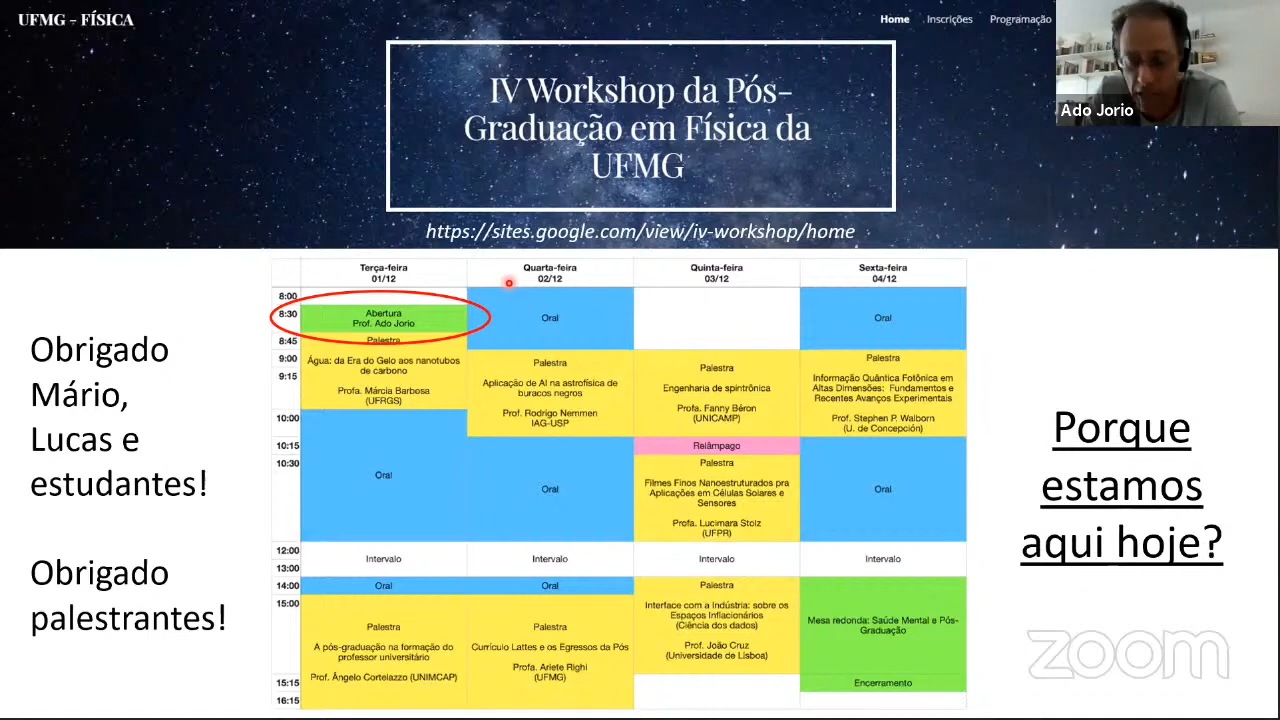 UFMG – FÍSICA
Home Inscrições Programação
IV Workshop da Pós-
Graduação em Física da
UFMG
Ado Jorio
https://sites.google.com/view/iv-workshop/home
Obrigado
Mário,
Lucas e
estudantes!
Obrigado
palestrantes!
Terça-feira
01/12
Quarta-feira
02/12
Quinta-feira
03/12
Sexta-feira
04/12
8:00
8:30
8:45
9:00
9:15
10:00
10:15
10:30
12:00
13:00
14:00
15:00
15:15
16:15
Abertura
Prof. Ado Jorio
Palestra
Água: da Era do Gelo aos nanotubos
de carbono
Profa. Márcia Barbosa
(UFRGS)
Oral
Intervalo
Oral
Palestra
A pós-graduação na formação do
professor universitário
Prof. Ângelo Cortelazzo (UNIMCAP)
Oral
Palestra
Aplicação de AI na astrofísica de
buracos negros
Prof. Rodrigo Nemmen
IAG-USP
Oral
Intervalo
Oral
Palestra
Currículo Lattes e os Egressos da Pós
Profa. Ariete Righi
(UFMG)
Palestra
Engenharia de spintrônica
Profa. Fanny Béron
(UNICAMP)
Relâmpago
Palestra
Filmes Finos Nanoestruturados pra
Aplicações em Células Solares e
Sensores
Profa. Lucimara Stolz
(UFPR)
Intervalo
Palestra
Interface com a Indústria: sobre os
Espaços Inflacionários
(Ciência dos dados)
Prof. João Cruz
(Universidade de Lisboa)
Oral
Palestra
Informação Quântica Fotônica em
Altas Dimensões: Fundamentos e
Recentes Avanços Experimentais
Prof. Stephen P. Walborn
(U. de Concepción)
Oral
Intervalo
Mesa redonda: Saúde Mental e Pós-
Graduação
Encerramento
Porque
estamos
aqui hoje?
zoom